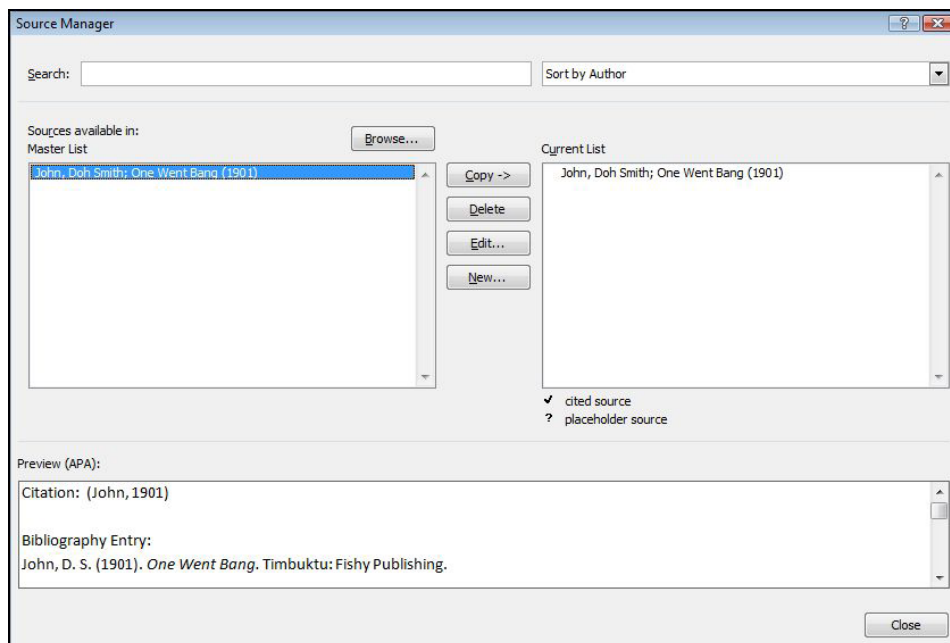 Source Manager
Search:
Sort by Author
Sources available in:
Master List
Browse...
Current List
John, Doh Smith; One Went Bang (1901)
Copy ->
John, Doh Smith; One Went Bang (1901)
Delete
Edit...
New...
✓ cited source
? placeholder source
Preview (APA):
Citation: (John, 1901)
Bibliography Entry:
John, D. S. (1901). One Went Bang. Timbuktu: Fishy Publishing.
Close